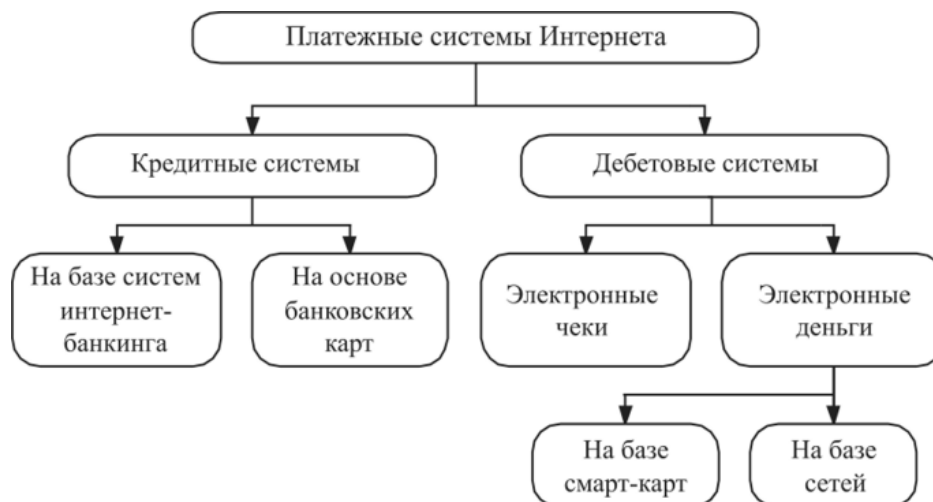 Платежные системы Интернета
Кредитные системы
Дебетовые системы
На базе систем
интернет-
банкинга
На основе
банковских
карт
Электронные
чеки
Электронные
деньги
На базе
смарт-карт
На базе
сетей